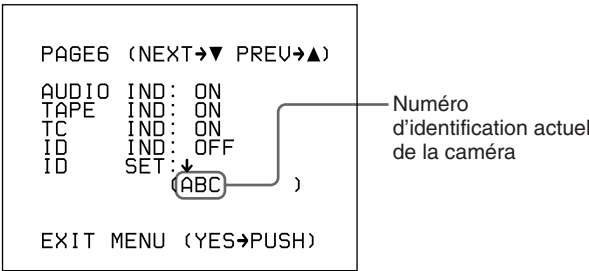 PAGE6 (NEXT→▼ PREV→▲)
AUDIO IND: ON
TAPE IND: ON
TC IND: ON
ID IND: OFF
ID SET:↓
(ABC )
EXIT MENU (YES→PUSH)
Numéro
d'identification actuel
de la caméra